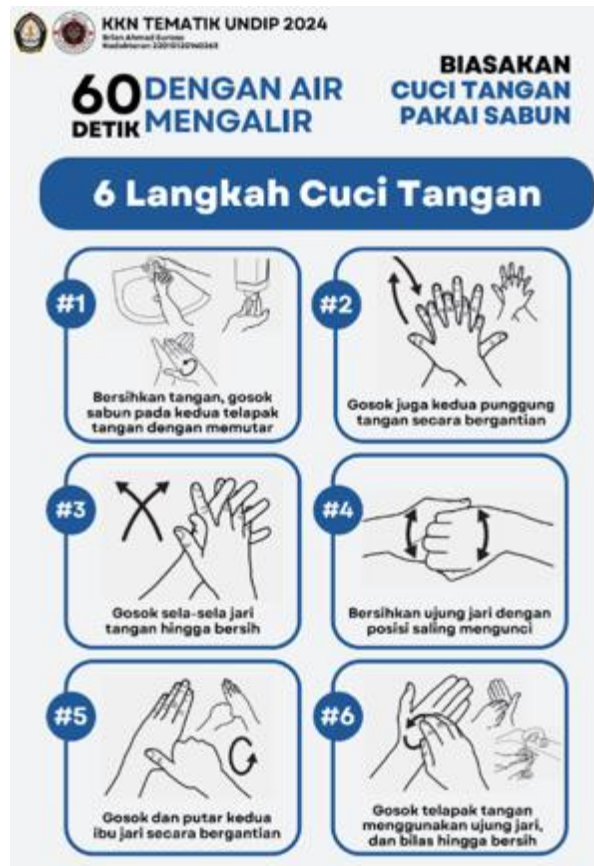 KKN TEMATIK UNDIP 2024
60
DETIK
DENGAN AIR
MENGALIR
BIASAKAN
CUCI TANGAN
PAKAI SABUN
6 Langkah Cuci Tangan
#1
Bersihkan tangan, gosok
sabun pada kedua telapak
tangan dengan memutar
#2
Gosok juga kedua punggung
tangan secara bergantian
#3
Gosok sela-sela jari
tangan hingga bersih
#4
Bersihkan ujung jari dengan
posisi saling mengunci
#5
Gosok dan putar kedua
ibu jari secara bergantian
#6
Gosok telapak tangan
menggunakan ujung jari,
dan bilas hingga bersih